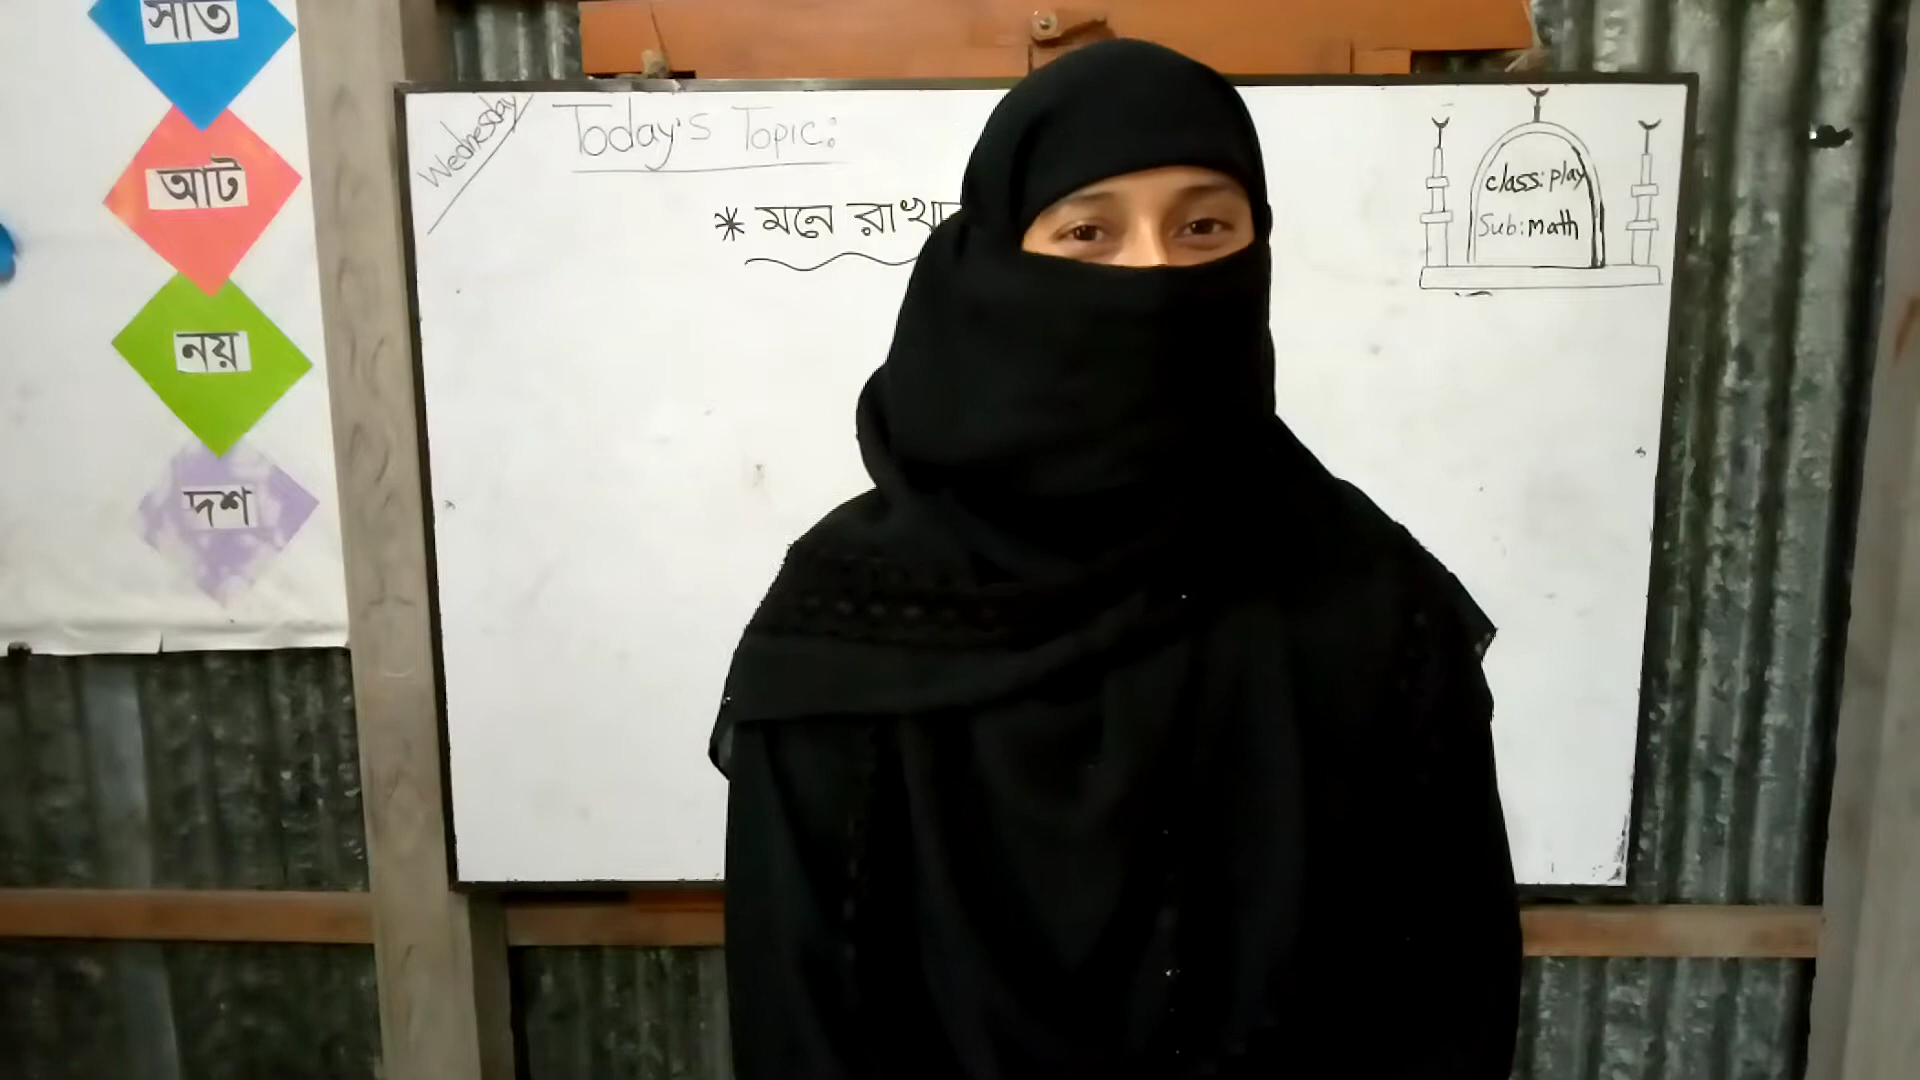 সাত
আট
নয়
দশ
Wednesday
Today's Topic:
* মনে রাখা
class: play
Sub: math